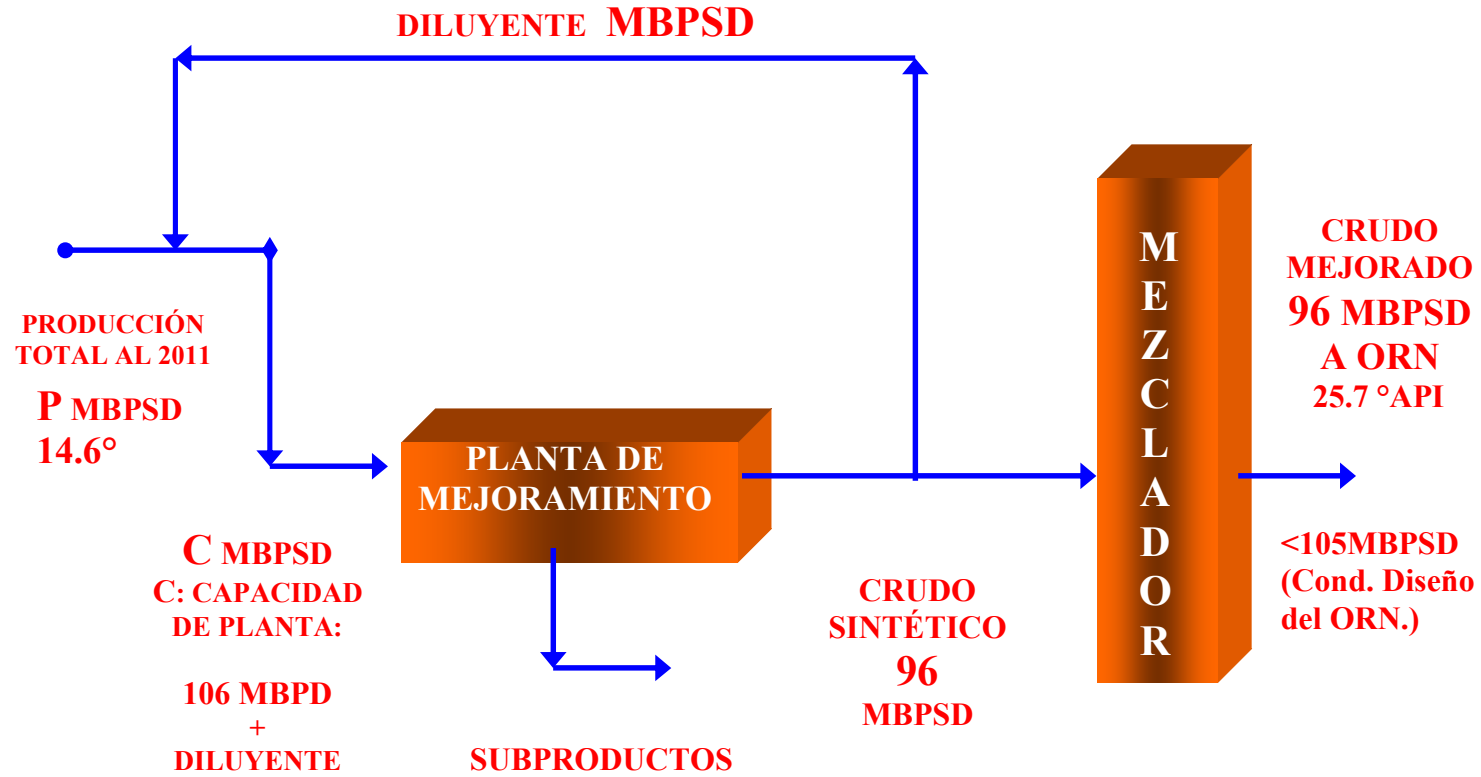 DILUYENTE MBPSD
PRODUCCIÓN
TOTAL AL 2011
P MBPSD
14.6°
C MBPSD
C: CAPACIDAD
DE PLANTA:
106 MBPD
+
DILUYENTE
PLANTA DE
MEJORAMIENTO
SUBPRODUCTOS
CRUDO
SINTÉTICO
96
MBPSD
M
E
Z
C
L
A
D
O
R
CRUDO
MEJORADO
96 MBPSD
A ORN
25.7 °API
<105MBPSD
(Cond. Diseño
del ORN.)